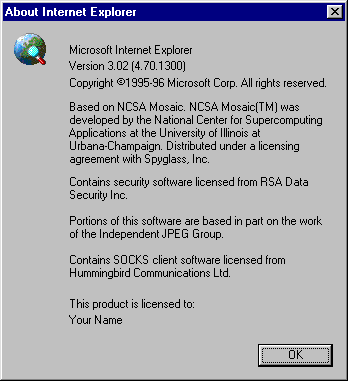 About Internet Explorer
Microsoft Internet Explorer
Version 3.02 (4.70.1300)
Copyright ©1995-96 Microsoft Corp. All rights reserved.
Based on NCSA Mosaic. NCSA Mosaic(TM) was
developed by the National Center for Supercomputing
Applications at the University of Illinois at
Urbana-Champaign. Distributed under a licensing
agreement with Spyglass, Inc.
Contains security software licensed from RSA Data
Security Inc.
Portions of this software are based in part on the work
of the Independent JPEG Group.
Contains SOCKS client software licensed from
Hummingbird Communications Ltd.
This product is licensed to:
Your Name
OK